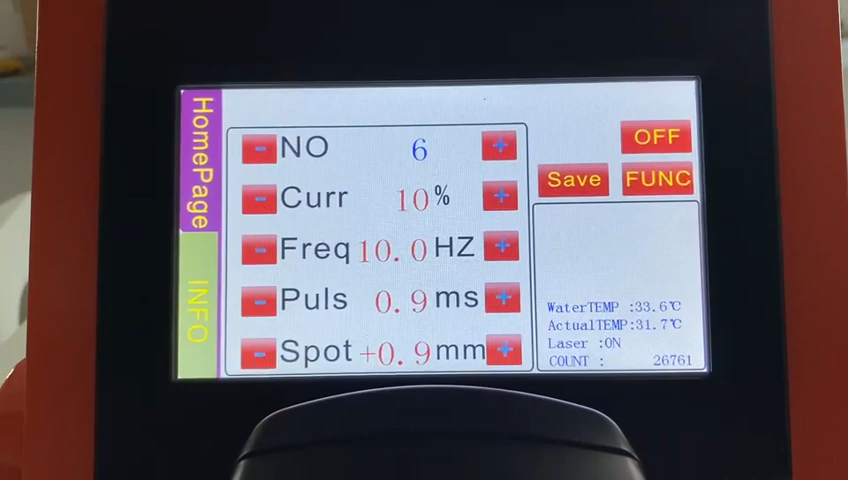 HomePage
INFO
- NO 6 +
- Curr 10% +
- Freq 10.0 HZ +
- Puls 0.9 ms +
- Spot +0.9 mm +
OFF
Save FUNC
WaterTEMP :33.6℃
ActualTEMP:31.7℃
Laser :ON
COUNT : 26761